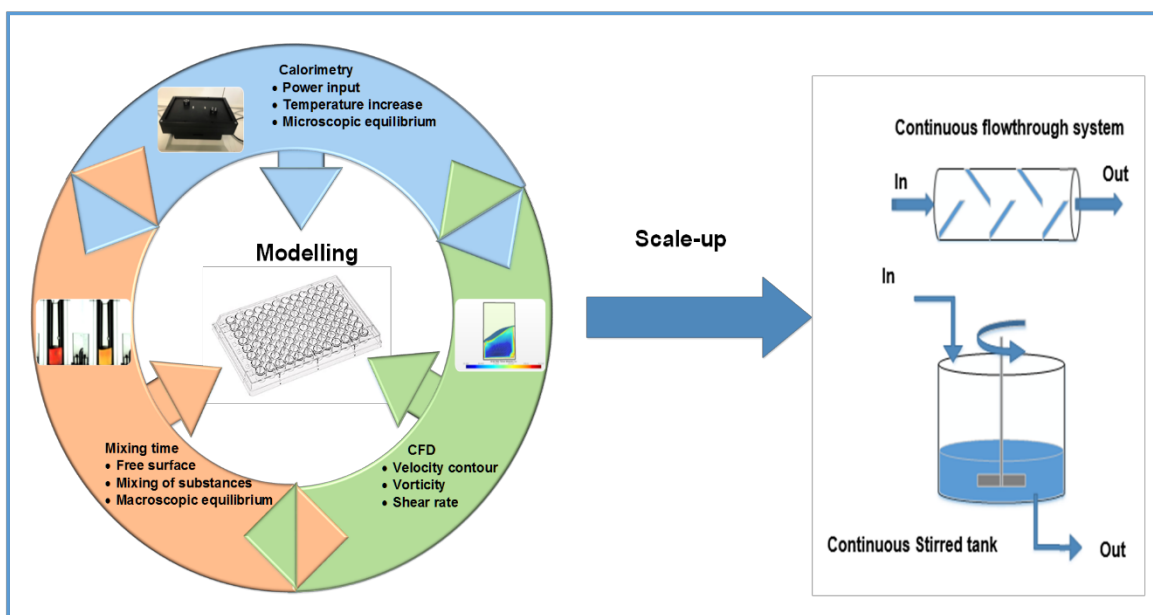 Calorimetry
• Power input
• Temperature increase
• Microscopic equilibrium
Modelling
Mixing time
• Free surface
• Mixing of substances
• Macroscopic equilibrium
CFD
• Velocity contour
• Vorticity
• Shear rate
Scale-up
Continuous flowthrough system
In
Out
In
Continuous Stirred tank
Out